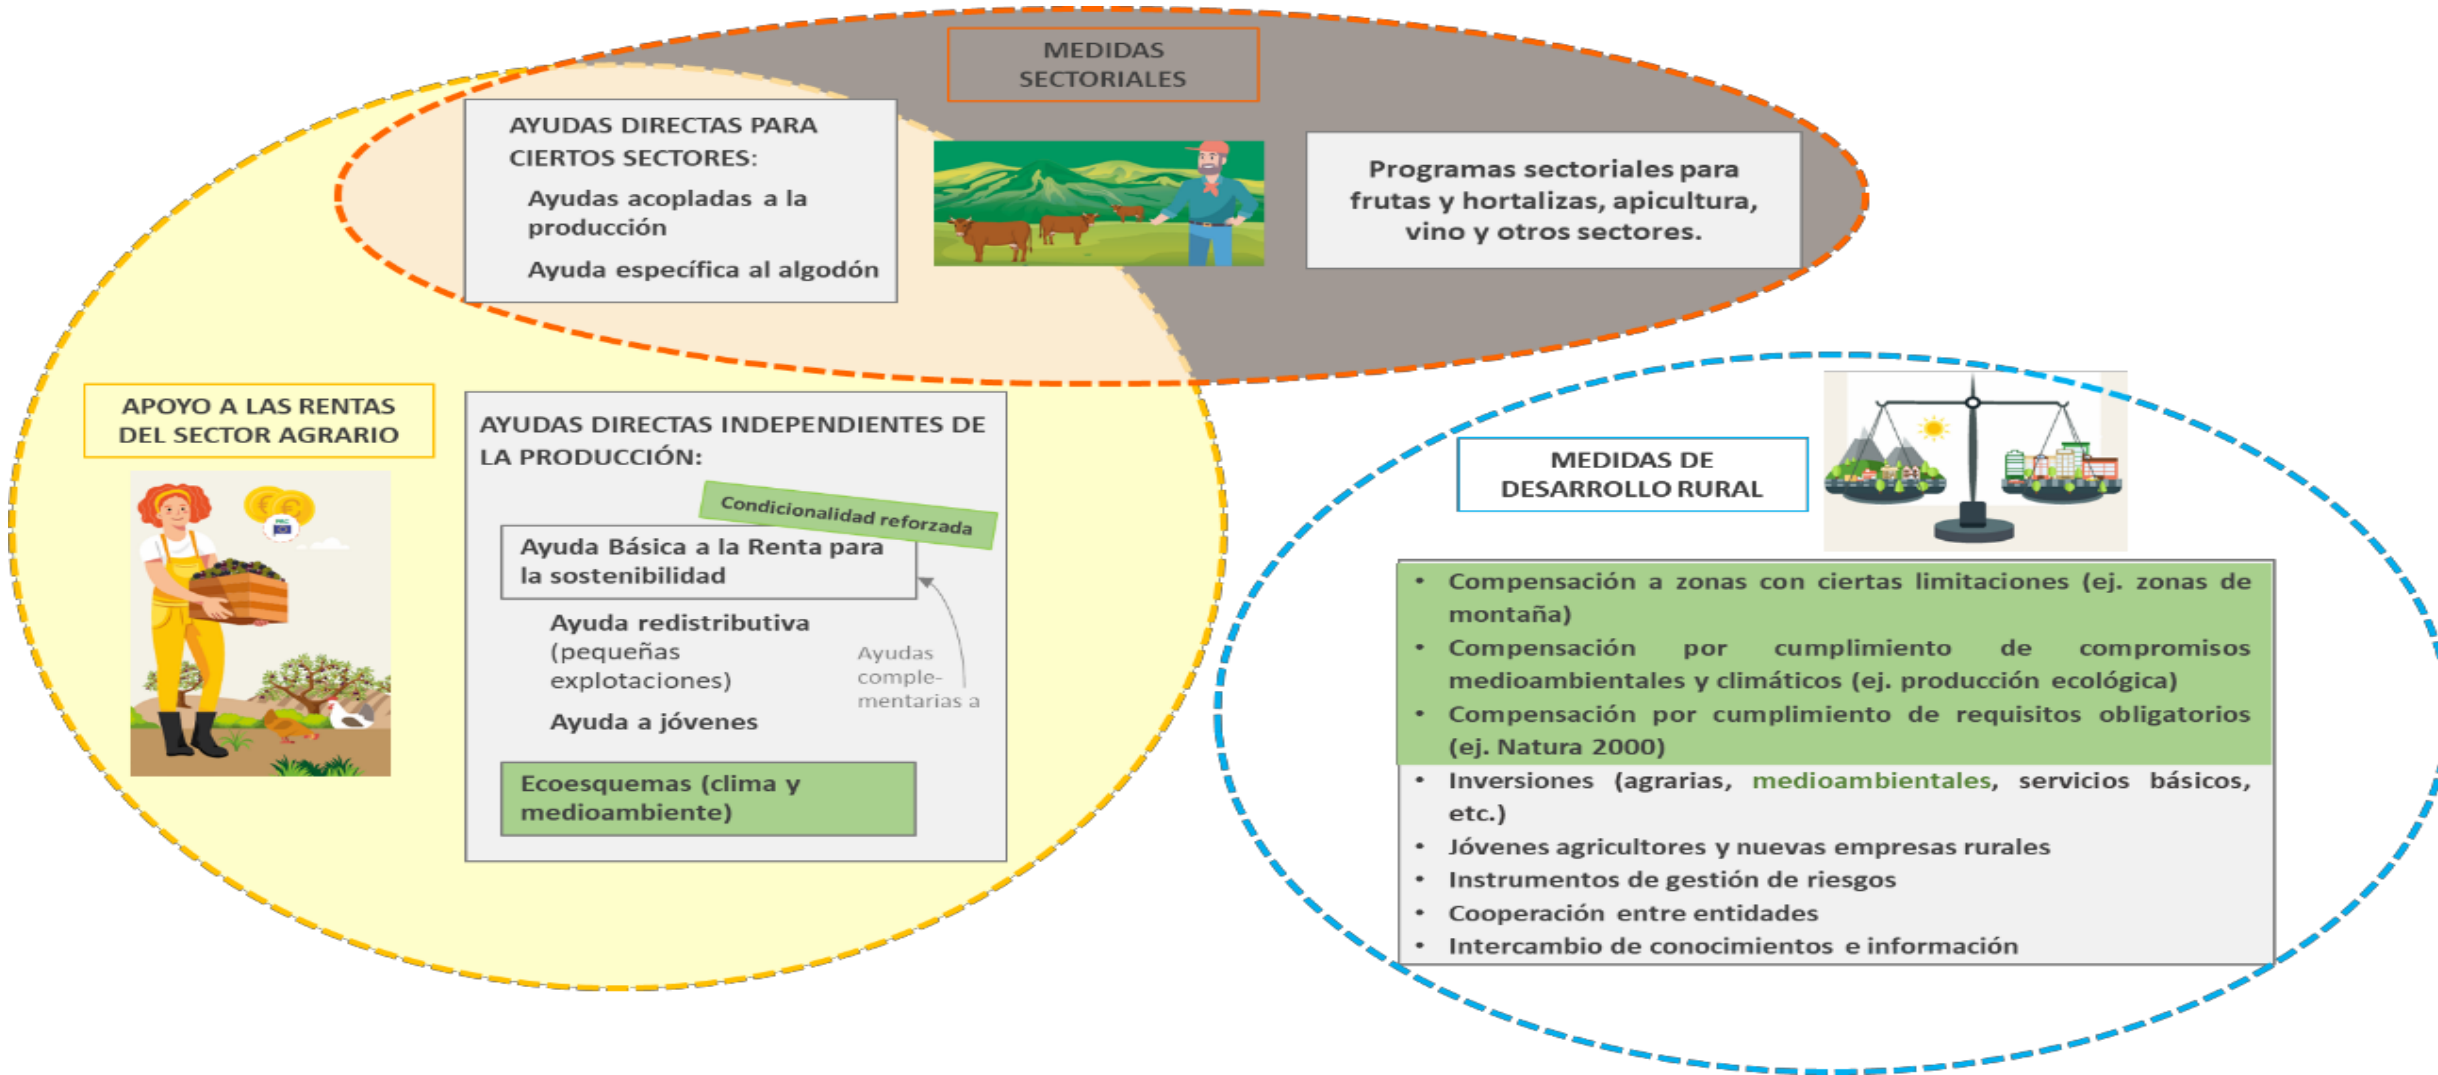 MEDIDAS
SECTORIALES
AYUDAS DIRECTAS PARA
CIERTOS SECTORES:
Ayudas acopladas a la
producción
Ayuda específica al algodón
Programas sectoriales para
frutas y hortalizas, apicultura,
vino y otros sectores.
APOYO A LAS RENTAS
DEL SECTOR AGRARIO
AYUDAS DIRECTAS INDEPENDIENTES DE
LA PRODUCCIÓN:
Condicionalidad reforzada
Ayuda Básica a la Renta para
la sostenibilidad
Ayuda redistributiva
(pequeñas
explotaciones)
Ayuda a jóvenes
Ayudas
comple-
mentarias a
Ecoesquemas (clima y
medioambiente)
MEDIDAS DE
DESARROLLO RURAL
• Compensación a zonas con ciertas limitaciones (ej. zonas de
montaña)
• Compensación por cumplimiento de compromisos
medioambientales y climáticos (ej. producción ecológica)
• Compensación por cumplimiento de requisitos obligatorios
(ej. Natura 2000)
• Inversiones (agrarias, medioambientales, servicios básicos,
etc.)
• Jóvenes agricultores y nuevas empresas rurales
• Instrumentos de gestión de riesgos
• Cooperación entre entidades
• Intercambio de conocimientos e información